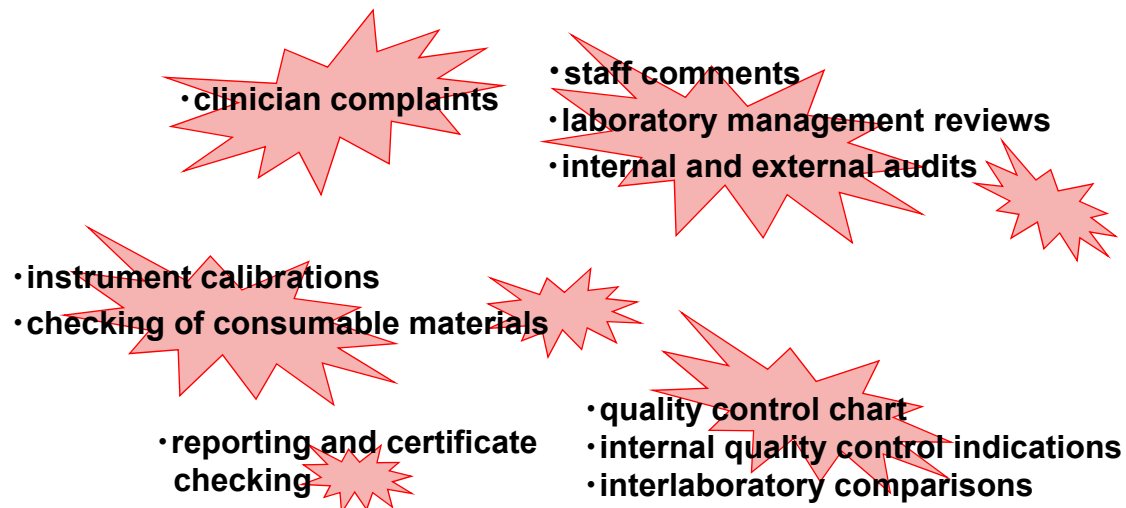 ・clinician complaints
・staff comments
・laboratory management reviews
・internal and external audits
・instrument calibrations
・checking of consumable materials
・reporting and certificate
checking
・quality control chart
・internal quality control indications
・interlaboratory comparisons